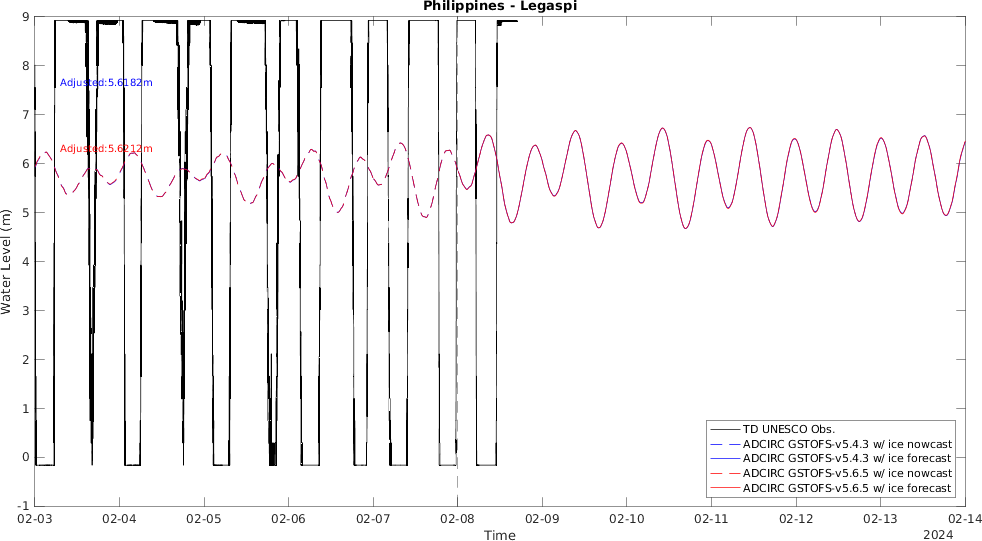 Philippines - Legaspi
9
8
7
6
5
4
3
2
1
0
-1
Water Level (m)
Adjusted:5.6182m
Adjusted:5.6212m
TD UNESCO Obs.
ADCIRC GSTOFS-v5.4.3 w/ ice nowcast
ADCIRC GSTOFS-v5.4.3 w/ ice forecast
ADCIRC GSTOFS-v5.6.5 w/ ice nowcast
ADCIRC GSTOFS-v5.6.5 w/ ice forecast
02-03 02-04 02-05 02-06 02-07 02-08 02-09 02-10 02-11 02-12 02-13 02-14
Time
2024